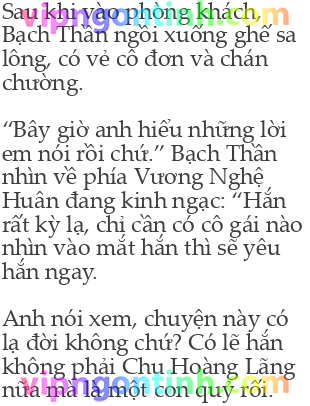 Sau khi vào phòng khách,
Bạch Thần ngồi xuống ghế sa
lông, có vẻ cô đơn và chán
chường.
“Bây giờ anh hiểu những lời
em nói rồi chứ.” Bạch Thần
nhìn về phía Vương Nghệ
Huân đang kinh ngạc: “Hắn
rất kỳ lạ, chỉ cần có cô gái nào
nhìn vào mắt hắn thì sẽ yêu
hắn ngay.
Anh nói xem, chuyện này có
lạ đời không chứ? Có lẽ hắn
không phải Chu Hoàng Lãng
nữa mà là một con quỷ rồi.
vipngontinh.com
vipngontinh.com